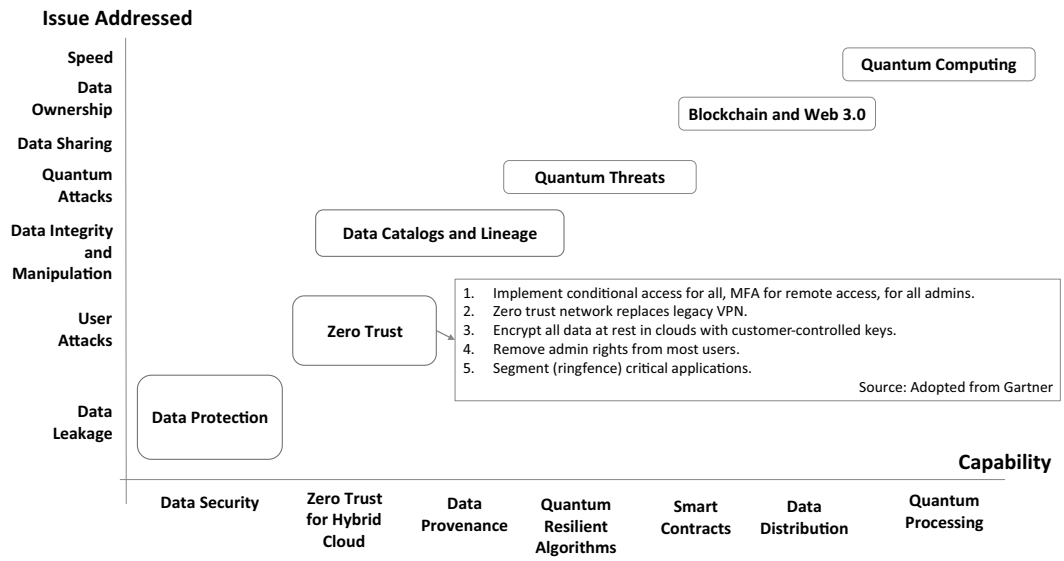 Issue Addressed
Speed
Quantum Computing
Data
Ownership
Blockchain and Web 3.0
Data Sharing
Quantum
Attacks
Quantum Threats
Data Integrity
and
Manipulation
Data Catalogs and Lineage
User
Attacks
Zero Trust
1. Implement conditional access for all, MFA for remote access, for all admins.
2. Zero trust network replaces legacy VPN.
3. Encrypt all data at rest in clouds with customer-controlled keys.
4. Remove admin rights from most users.
5. Segment (ringfence) critical applications.
Source: Adopted from Gartner
Data
Leakage
Data Protection
Capability
Data Security
Zero Trust
for Hybrid
Cloud
Data
Provenance
Quantum
Resilient
Algorithms
Smart
Contracts
Data
Distribution
Quantum
Processing